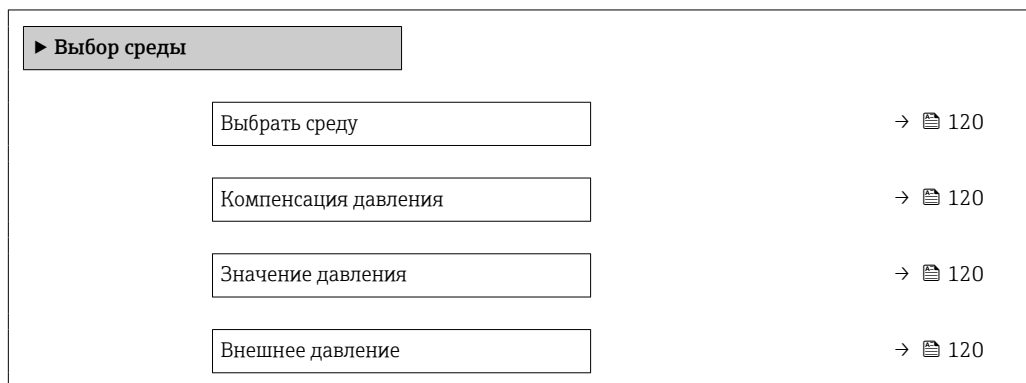 ▶ Выбор среды
Выбрать среду → 120
Компенсация давления → 120
Значение давления → 120
Внешнее давление → 120